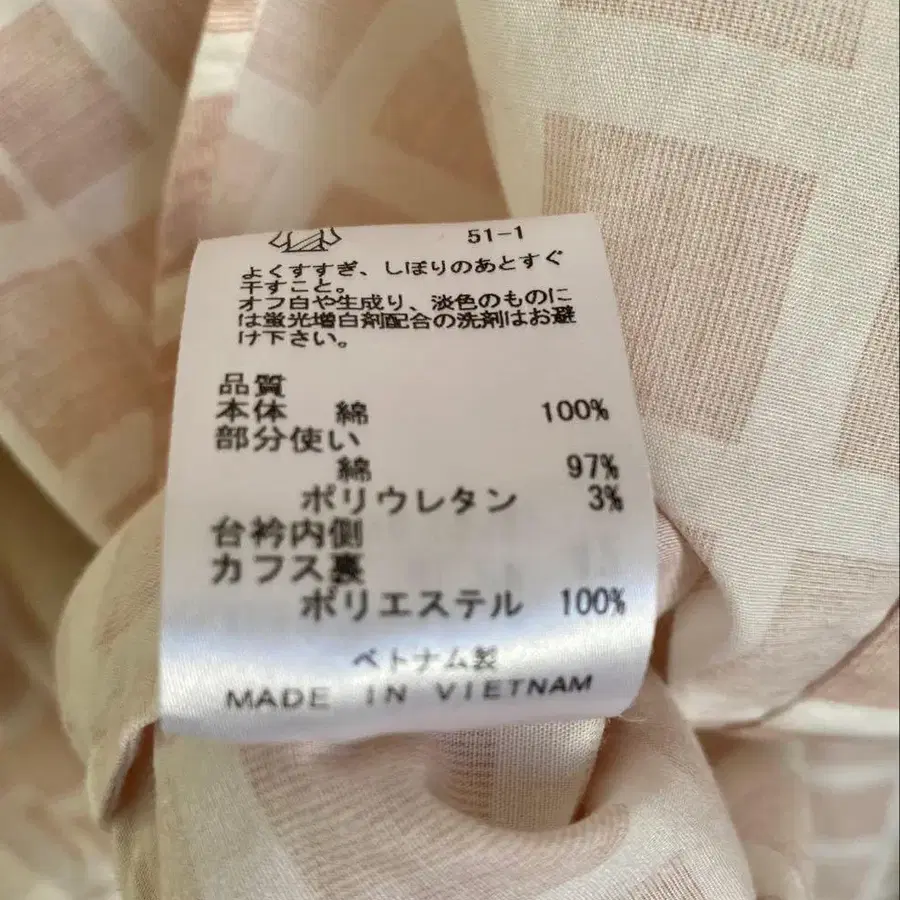 51-1
よくすすぎ、しぼりのあとすぐ
干すこと。
オフ白や生成り、淡色のものに
は蛍光増白剤配合の洗剤はお避
け下さい。
品質
本体 綿 100%
部分使い
綿 97%
ポリウレタン 3%
台衿内側
カフス裏
ポリエステル 100%
ベトナム製
MADE IN VIETNAM